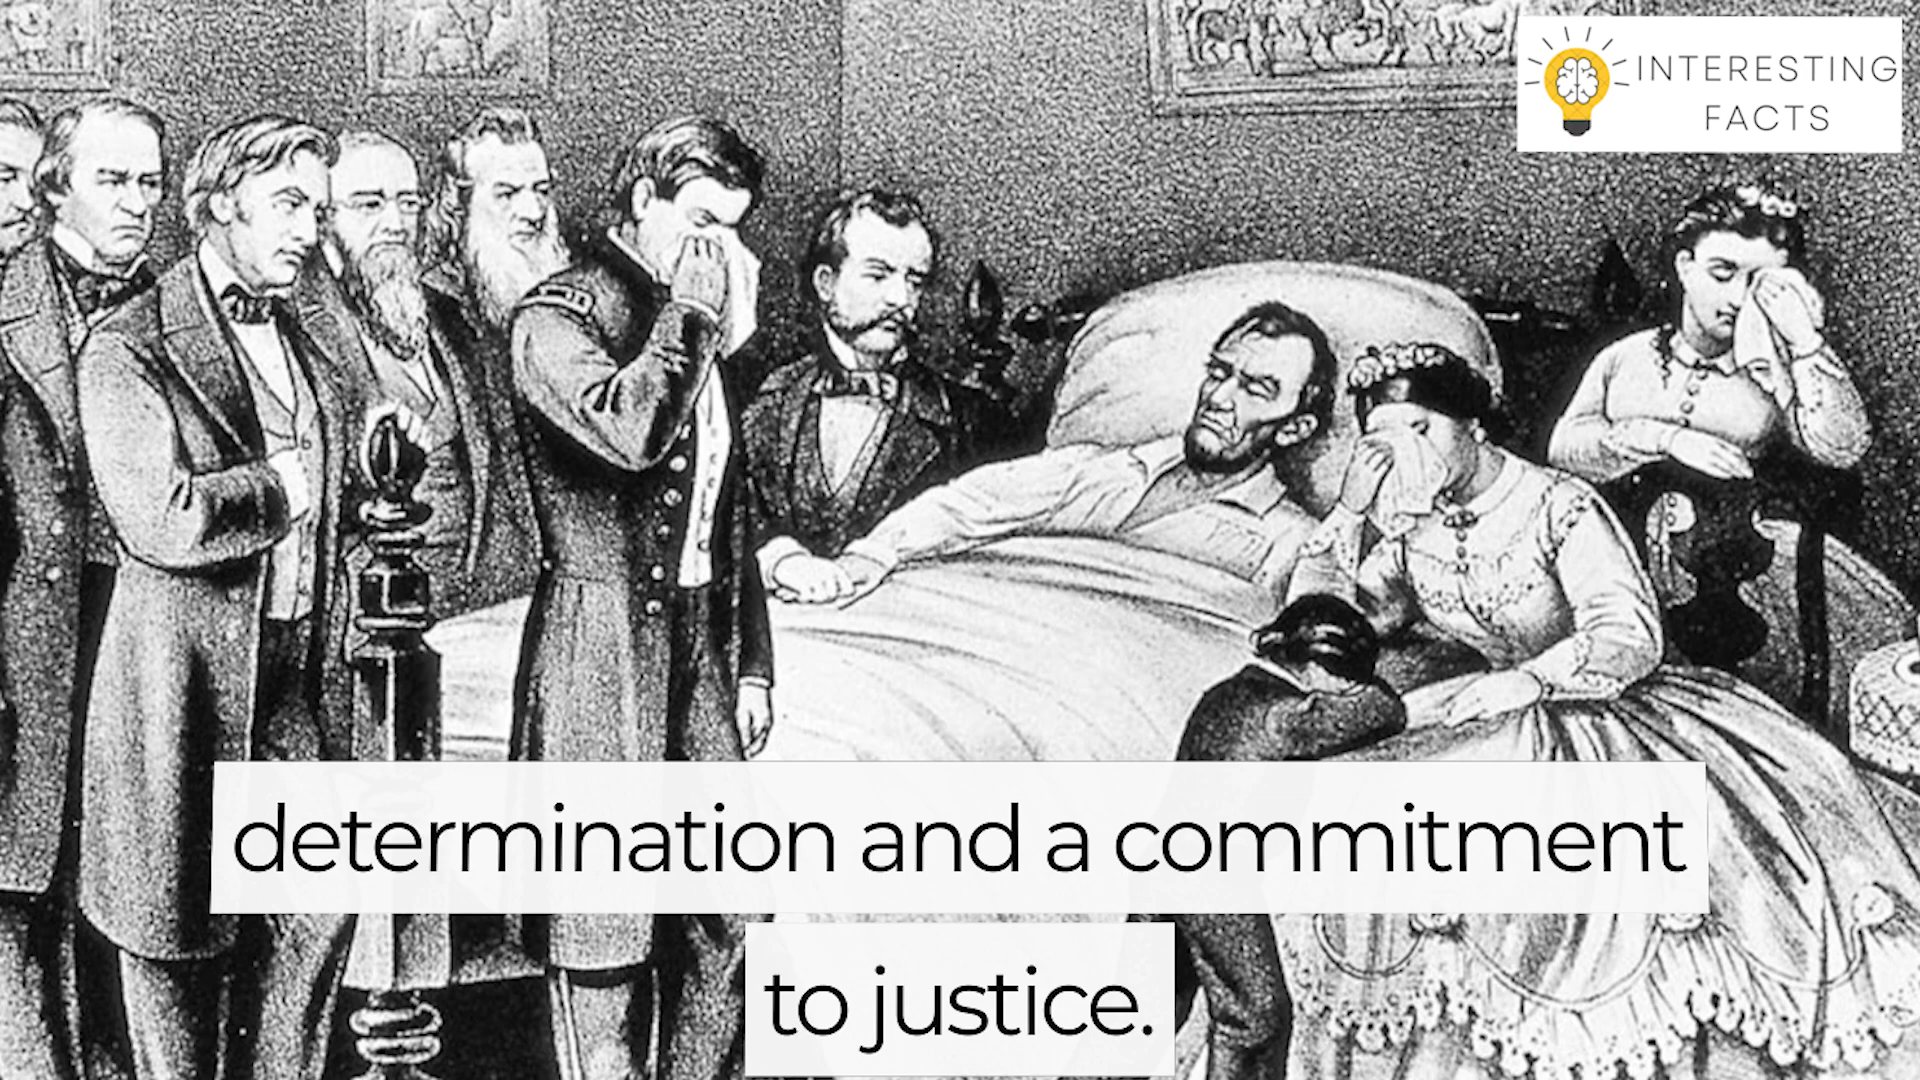 INTERESTING
FACTS
determination and a commitment
to justice.